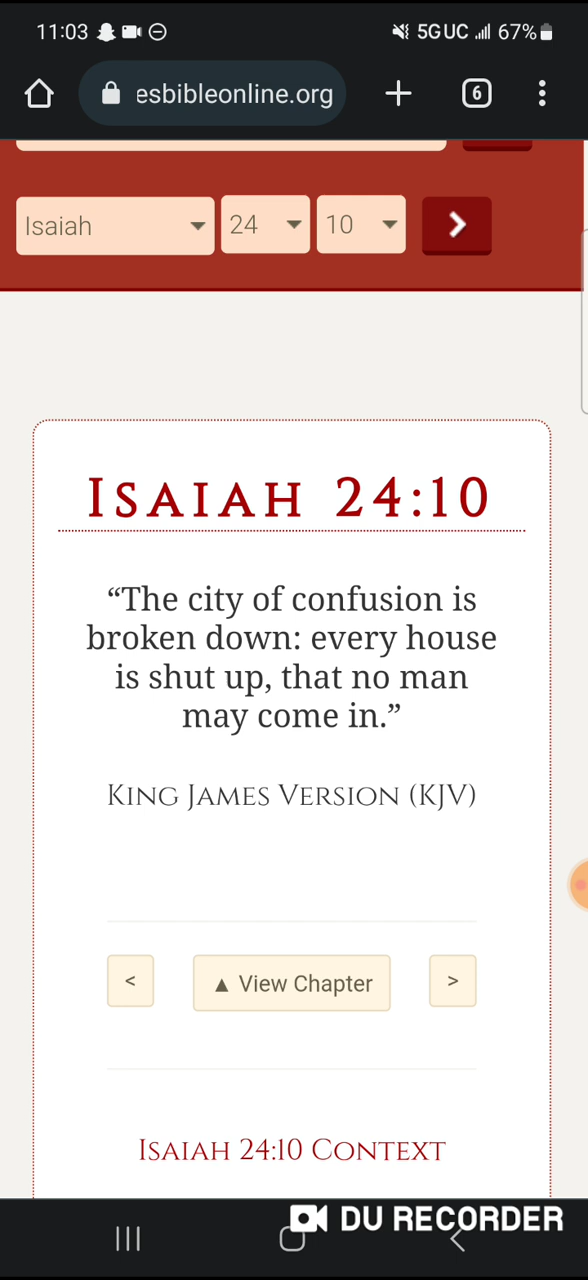 11:03 5G UC 67%
esbibleonline.org 6
Isaiah 24 10
ISAIAH 24:10
“The city of confusion is
broken down: every house
is shut up, that no man
may come in.”
KING JAMES VERSION (KJV)
< ▲ View Chapter >
ISAIAH 24:10 CONTEXT
DU RECORDER